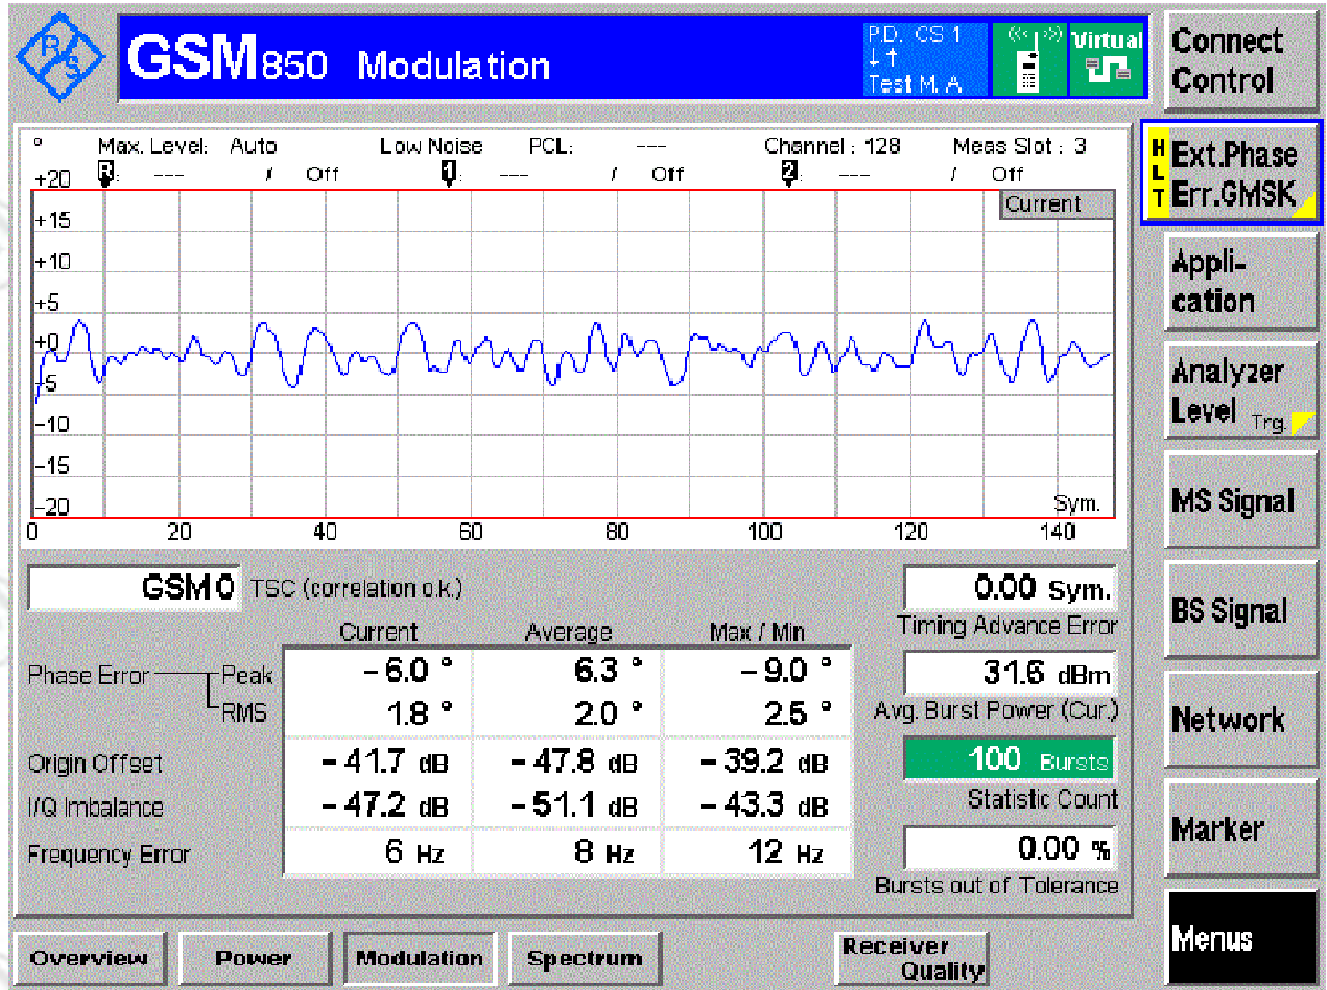 R&S
GSM850 Modulation
PD. CS 1
↓↑
Test M. A.
Virtual
Connect
Control
° Max. Level: Auto Low Noise PCL: --- Channel : 128 Meas Slot : 3
R: --- / Off 1: --- / Off 2: --- / Off
Current
+20
+15
+10
+5
+0
-5
-10
-15
-20
Sym.
0 20 40 60 80 100 120 140
GSM 0 TSC (correlation o.k.)
0.00 Sym.
Timing Advance Error
Current Average Max / Min
Phase Error Peak -6.0 ° 6.3 ° -9.0 °
RMS 1.8 ° 2.0 ° 2.5 °
Origin Offset -41.7 dB -47.8 dB -39.2 dB
I/Q Imbalance -47.2 dB -51.1 dB -43.3 dB
Frequency Error 6 Hz 8 Hz 12 Hz
31.6 dBm
Avg. Burst Power (Cur.)
100 Bursts
Statistic Count
0.00 %
Bursts out of Tolerance
HLT
Ext.Phase
Err.GMSK
Appli-
cation
Analyzer
Level Trg.
MS Signal
BS Signal
Network
Marker
Menus
Overview Power Modulation Spectrum
Receiver
Quality